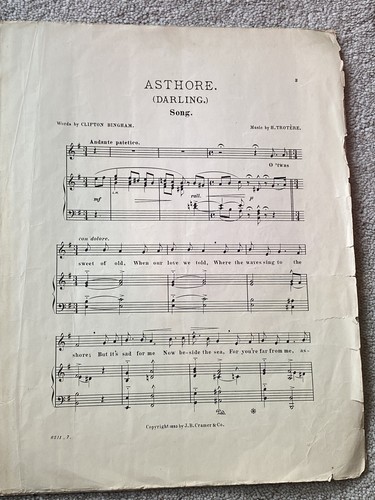 3
ASTHORE.
(DARLING.)
Song.
Words by CLIFTON BINGHAM. Music by H. TROTÈRE.
Andante patetico.
O 'twas
mf rall. p
con dolore.
sweet of old, When our love we told, Where the waves ring to the
shore; But it's sad for me Now be-side the sea, For you're far from me, as-
Copyright by J.B. Cramer & Co.